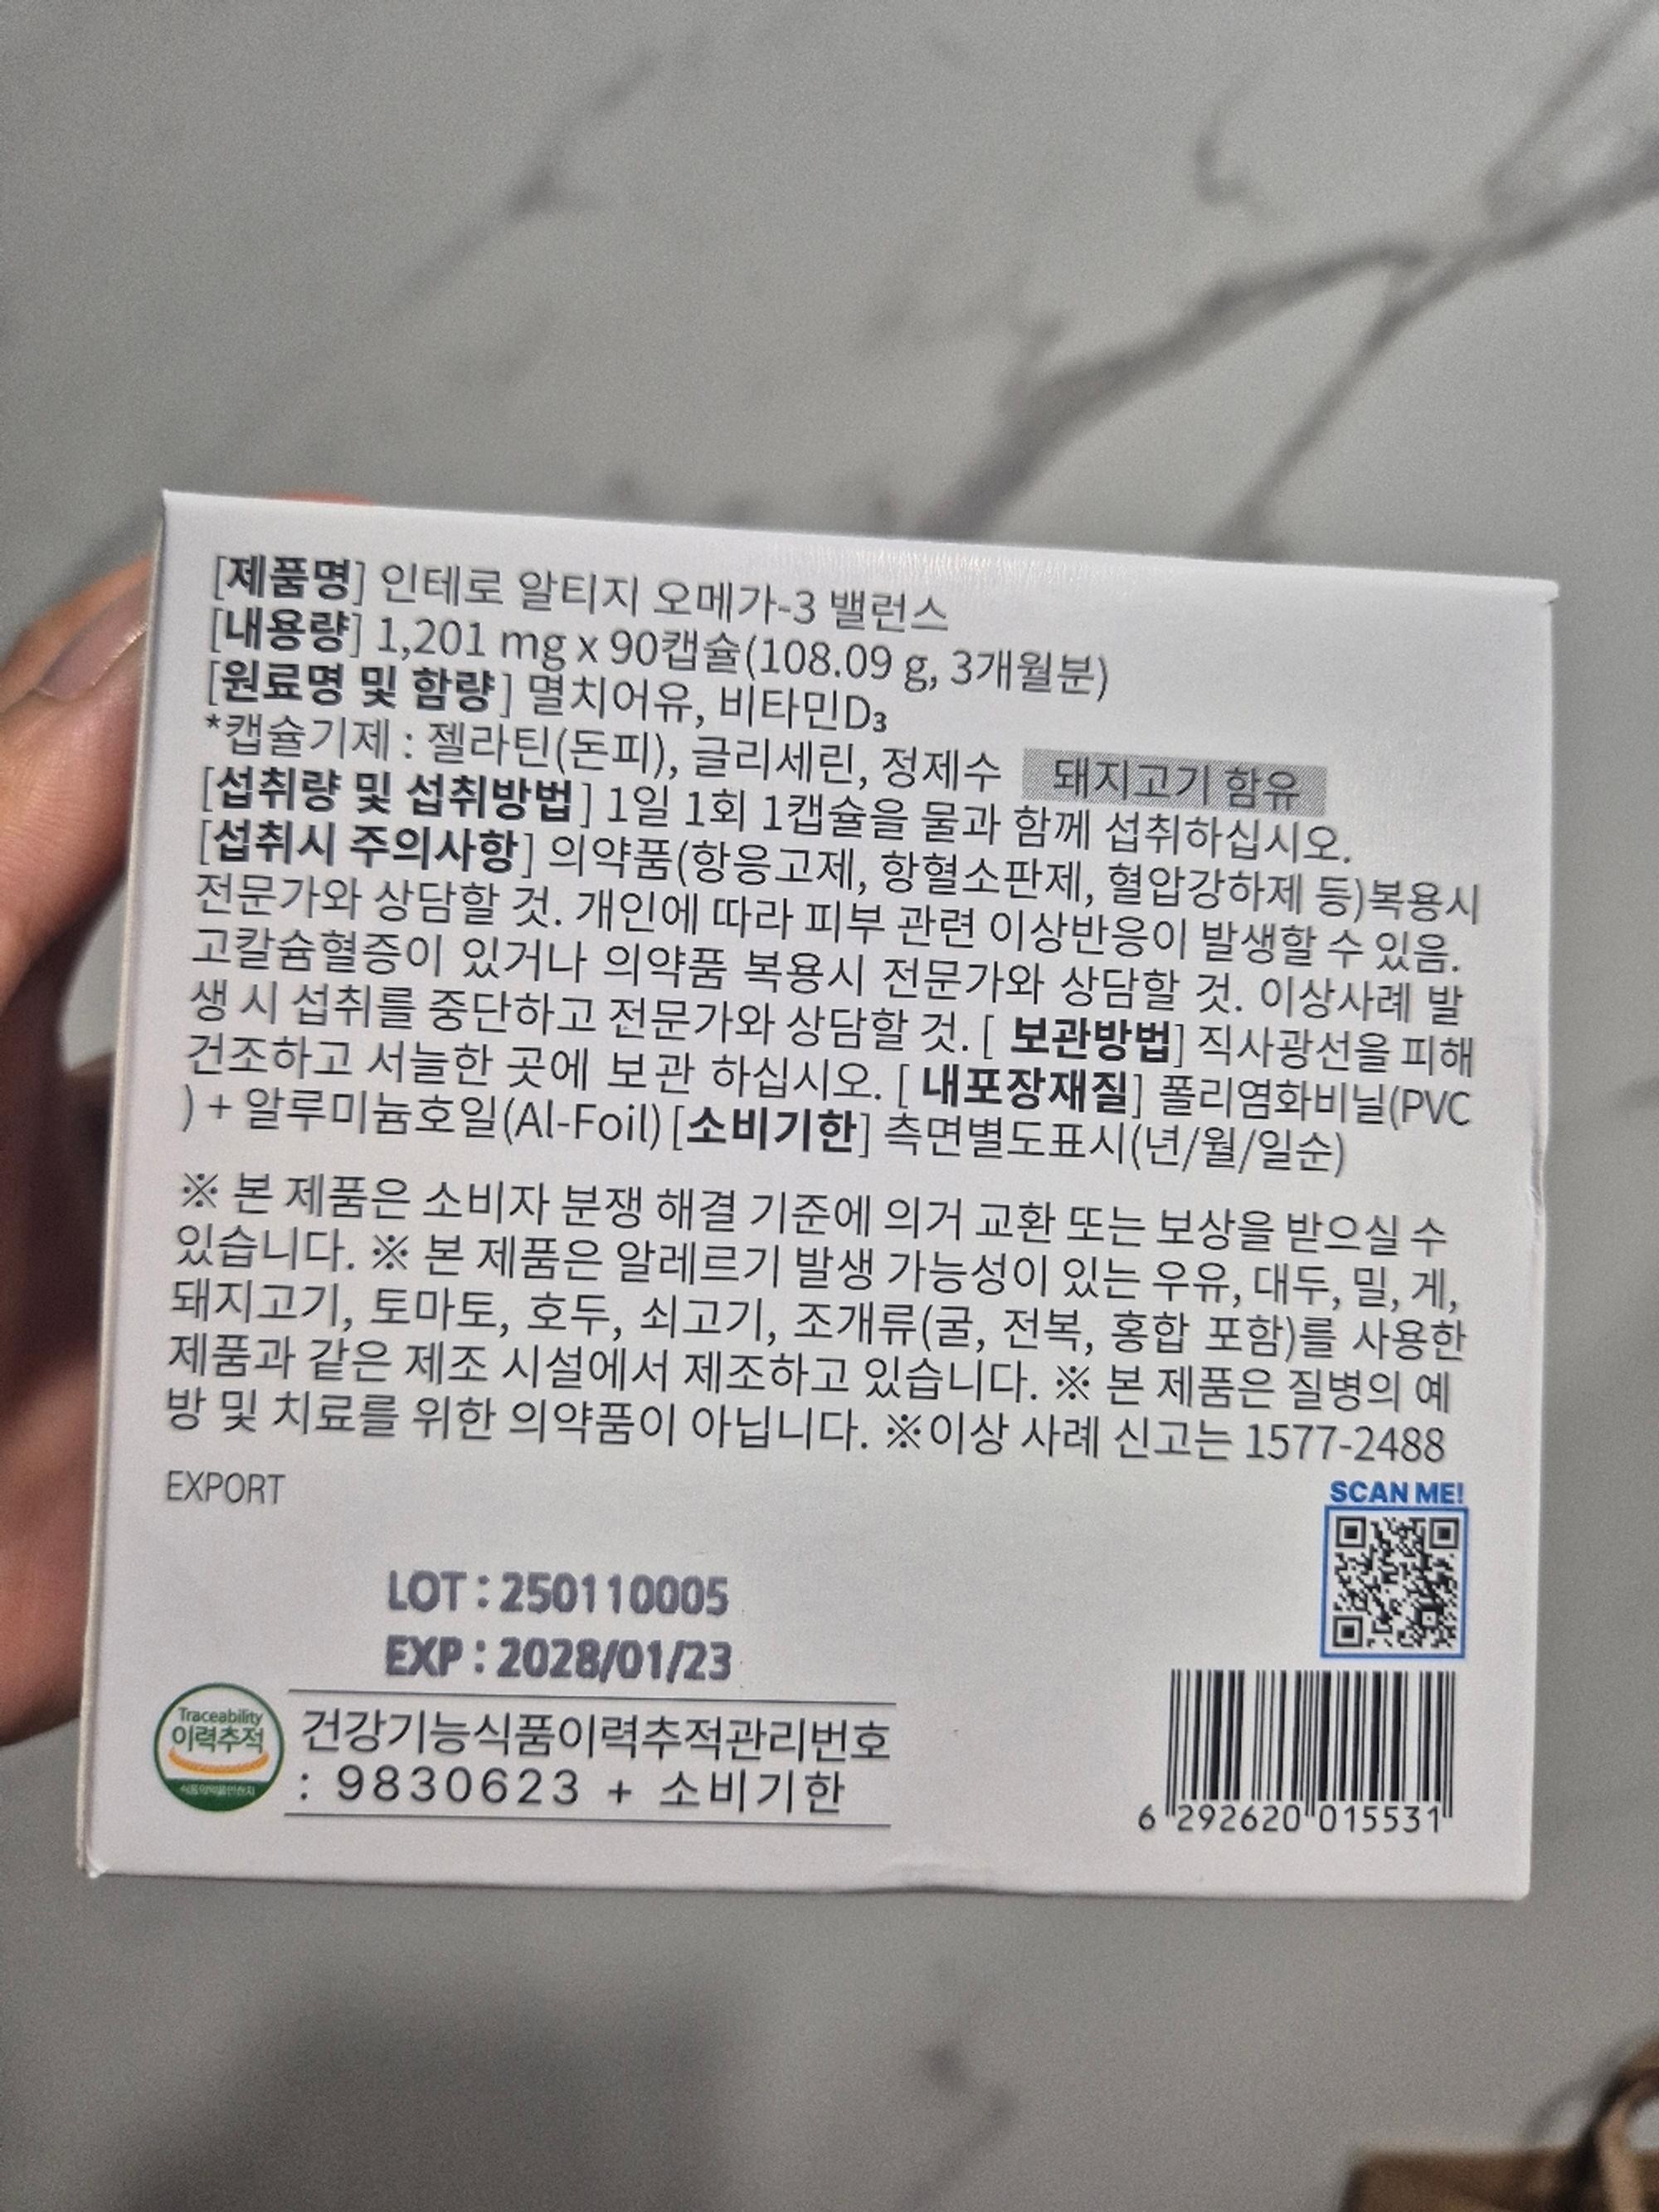 [제품명] 인테로 알티지 오메가-3 밸런스
[내용량] 1,201 mg x 90캡슐(108.09 g, 3개월분)
[원료명 및 함량] 멸치어유, 비타민D₃
*캡슐기제 : 젤라틴(돈피), 글리세린, 정제수 돼지고기 함유
[섭취량 및 섭취방법] 1일 1회 1캡슐을 물과 함께 섭취하십시오.
[섭취시 주의사항] 의약품(항응고제, 항혈소판제, 혈압강하제 등)복용시
전문가와 상담할 것. 개인에 따라 피부 관련 이상반응이 발생할 수 있음.
고칼슘혈증이 있거나 의약품 복용시 전문가와 상담할 것. 이상사례 발
생 시 섭취를 중단하고 전문가와 상담할 것. [ 보관방법] 직사광선을 피해
건조하고 서늘한 곳에 보관 하십시오. [ 내포장재질] 폴리염화비닐(PVC
) + 알루미늄호일(Al-Foil) [소비기한] 측면별도표시(년/월/일순)
※ 본 제품은 소비자 분쟁 해결 기준에 의거 교환 또는 보상을 받으실 수
있습니다. ※ 본 제품은 알레르기 발생 가능성이 있는 우유, 대두, 밀, 게,
돼지고기, 토마토, 호두, 쇠고기, 조개류(굴, 전복, 홍합 포함)를 사용한
제품과 같은 제조 시설에서 제조하고 있습니다. ※ 본 제품은 질병의 예
방 및 치료를 위한 의약품이 아닙니다. ※이상 사례 신고는 1577-2488
EXPORT
SCAN ME!
LOT : 250110005
EXP : 2028/01/23
Traceability
이력추적
식품의약품안전처
건강기능식품이력추적관리번호
: 9830623 + 소비기한
6 292620 015531